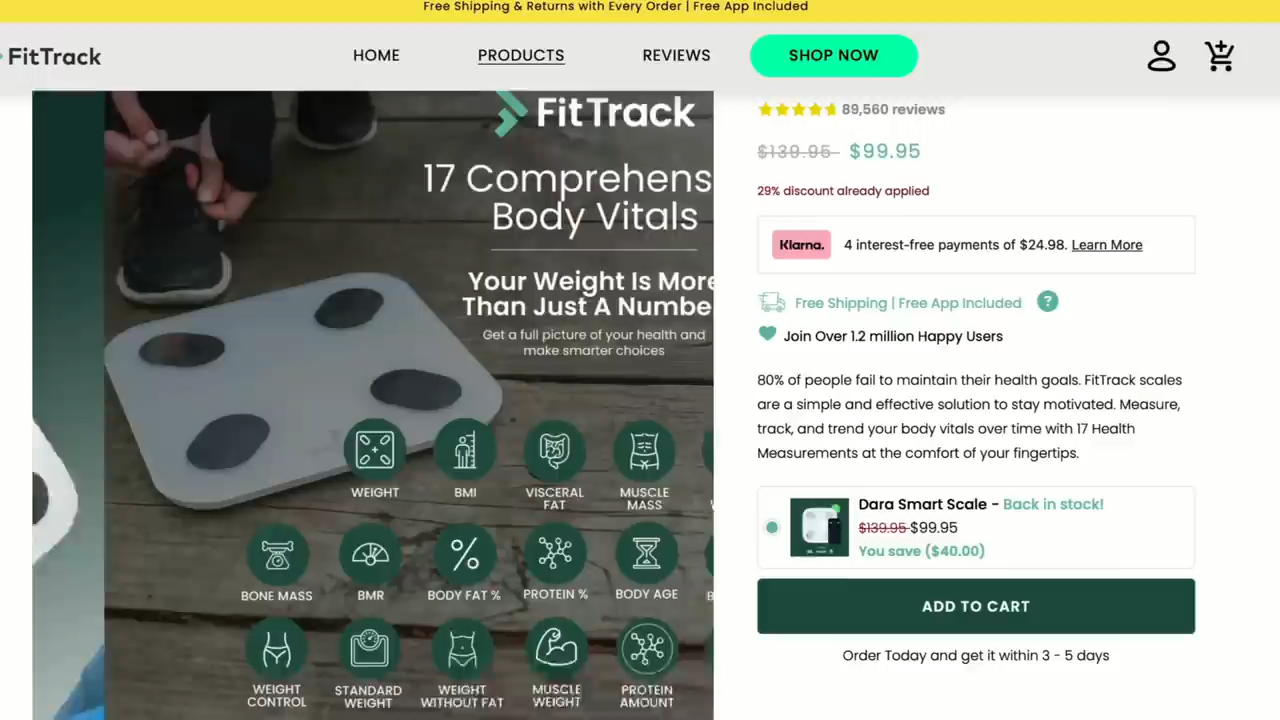 Free Shipping & Returns with Every Order | Free App Included
FitTrack
HOME
PRODUCTS
REVIEWS
SHOP NOW
FitTrack
17 Comprehens
Body Vitals
Your Weight Is More
Than Just A Numbe
Get a full picture of your health and
make smarter choices
WEIGHT
BMI
VISCERAL
FAT
MUSCLE
MASS
BONE MASS
BMR
BODY FAT %
PROTEIN %
BODY AGE
WEIGHT
CONTROL
STANDARD
WEIGHT
WEIGHT
WITHOUT FAT
MUSCLE
WEIGHT
PROTEIN
AMOUNT
89,560 reviews
$139.95 $99.95
29% discount already applied
Klarna. 4 interest-free payments of $24.98. Learn More
Free Shipping | Free App Included ?
Join Over 1.2 million Happy Users
80% of people fail to maintain their health goals. FitTrack scales
are a simple and effective solution to stay motivated. Measure,
track, and trend your body vitals over time with 17 Health
Measurements at the comfort of your fingertips.
Dara Smart Scale - Back in stock!
$139.95 $99.95
You save ($40.00)
ADD TO CART
Order Today and get it within 3 - 5 days